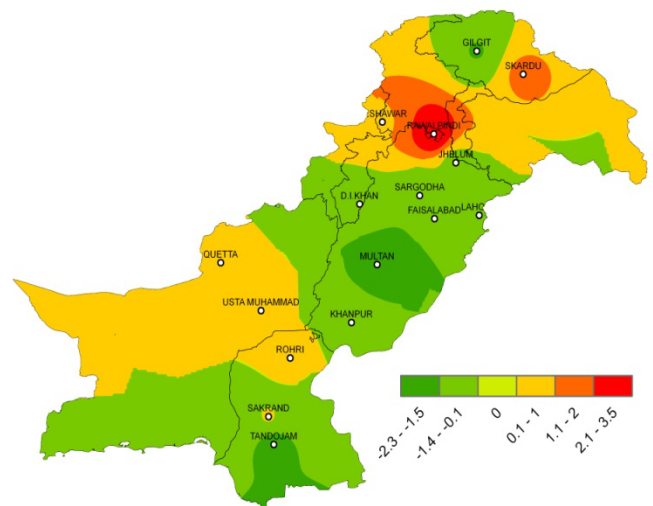 GILGIT
SKARDU
SHAWAR
RAWALPINDI
JHELUM
SARGODHA
D.I.KHAN
FAISALABAD
LAHO
QUETTA
MULTAN
USTA MUHAMMAD
KHANPUR
ROHRI
SAKRAND
TANDOJAM
-2.3 - -1.5
-1.4 - -0.1
0
0.1 - 1
1.1 - 2
2.1 - 3.5